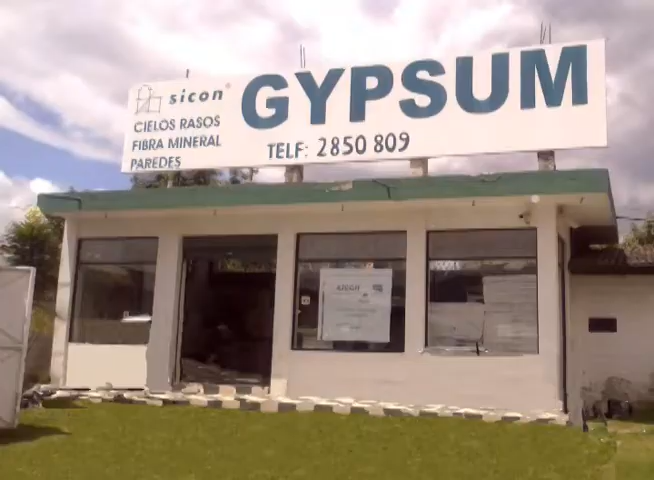 sicon
GYPSUM
CIELOS RASOS
FIBRA MINERAL
PAREDES
TELF: 2850 809